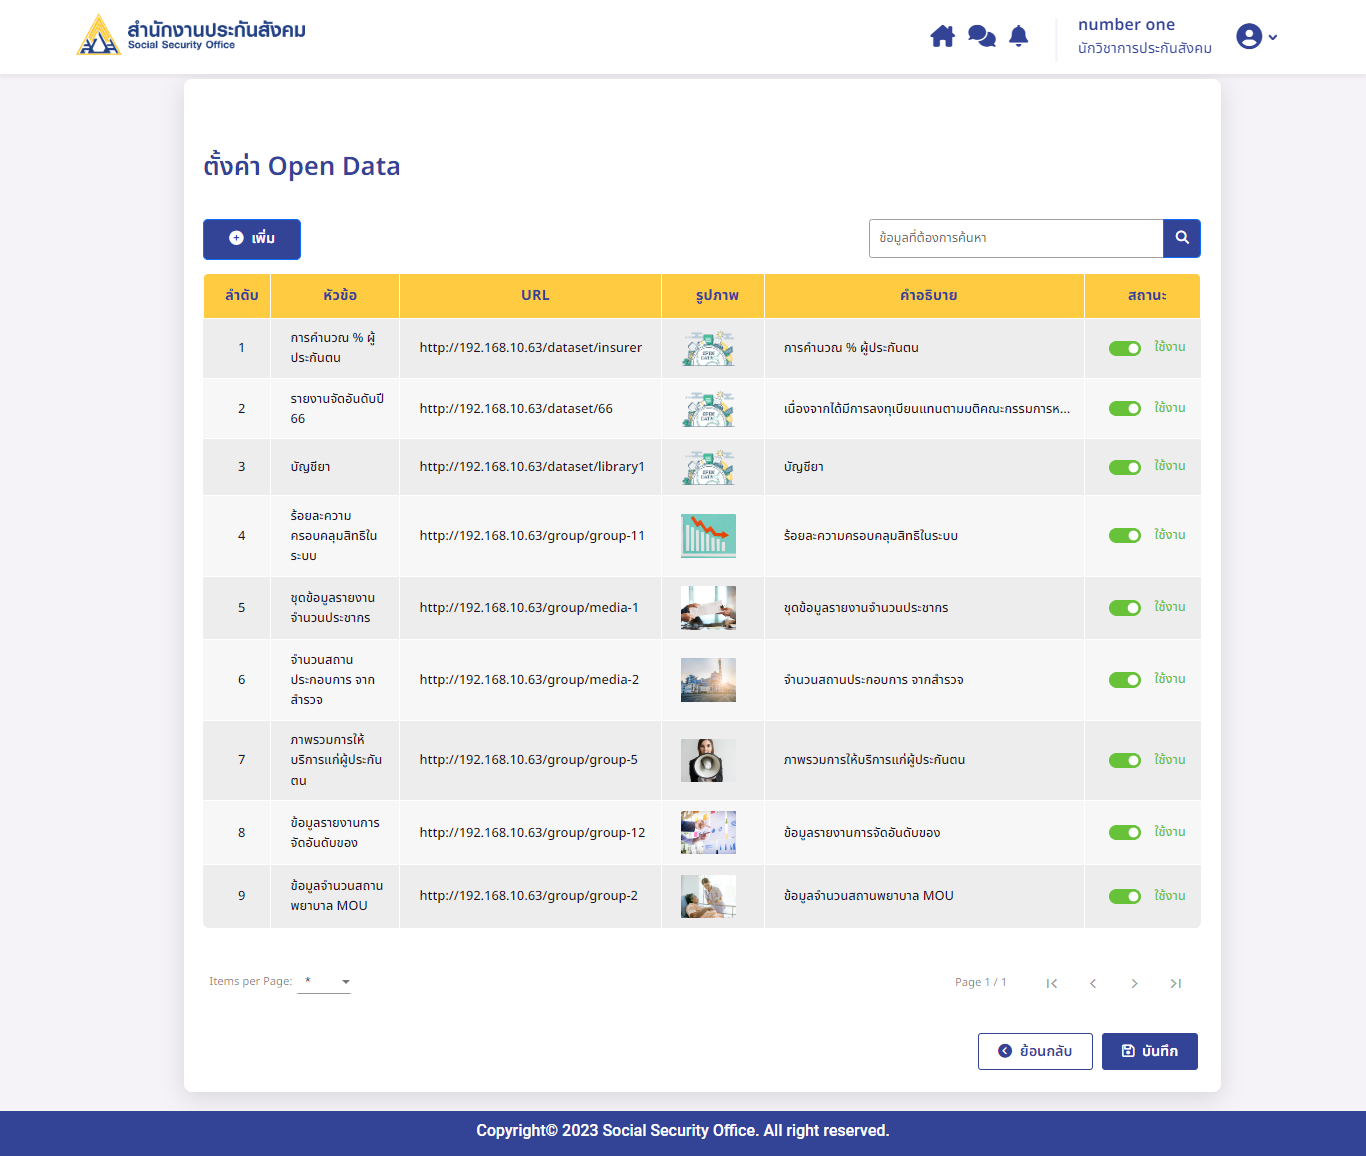 สำนักงานประกันสังคม
Social Security Office
number one
นักวิชาการประกันสังคม
ตั้งค่า Open Data
เพิ่ม
ข้อมูลที่ต้องการค้นหา
ลำดับ หัวข้อ URL รูปภาพ คำอธิบาย สถานะ
1 การคำนวณ % ผู้ประกันตน http://192.168.10.63/dataset/insurer การคำนวณ % ผู้ประกันตน ใช้งาน
2 รายงานจัดอันดับปี 66 http://192.168.10.63/dataset/66 เนื่องจากได้มีการลงทุเบียนแทนตามมติคณะกรรมการห... ใช้งาน
3 บัญชียา http://192.168.10.63/dataset/library1 บัญชียา ใช้งาน
4 ร้อยละความครอบคลุมสิทธิในระบบ http://192.168.10.63/group/group-11 ร้อยละความครอบคลุมสิทธิในระบบ ใช้งาน
5 ชุดข้อมูลรายงานจำนวนประชากร http://192.168.10.63/group/media-1 ชุดข้อมูลรายงานจำนวนประชากร ใช้งาน
6 จำนวนสถานประกอบการ จากสำรวจ http://192.168.10.63/group/media-2 จำนวนสถานประกอบการ จากสำรวจ ใช้งาน
7 ภาพรวมการให้บริการแก่ผู้ประกันตน http://192.168.10.63/group/group-5 ภาพรวมการให้บริการแก่ผู้ประกันตน ใช้งาน
8 ข้อมูลรายงานการจัดอันดับของ http://192.168.10.63/group/group-12 ข้อมูลรายงานการจัดอันดับของ ใช้งาน
9 ข้อมูลจำนวนสถานพยาบาล MOU http://192.168.10.63/group/group-2 ข้อมูลจำนวนสถานพยาบาล MOU ใช้งาน
Items per Page: *
Page 1 / 1
ย้อนกลับ บันทึก
Copyright© 2023 Social Security Office. All right reserved.